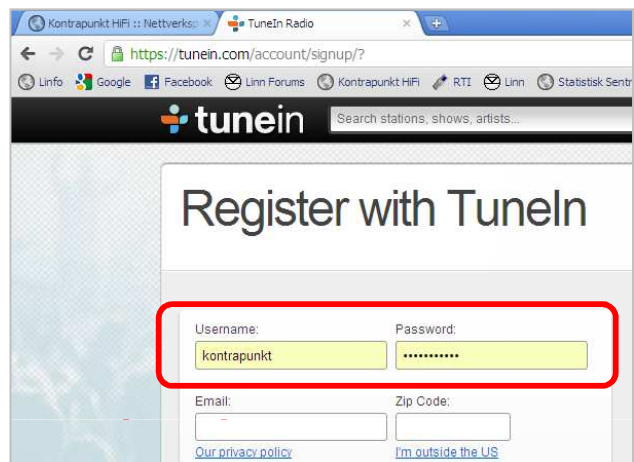 Kontrapunkt HiFi :: Nettverksp
TuneIn Radio
https://tunein.com/account/signup/?
Linfo Google Facebook Linn Forums Kontrapunkt HiFi RTI Linn Statistisk Sentr
tunein Search stations, shows, artists...
Register with TuneIn
Username: Password:
kontrapunkt •••••••••••
Email: Zip Code:
Our privacy policy I'm outside the US